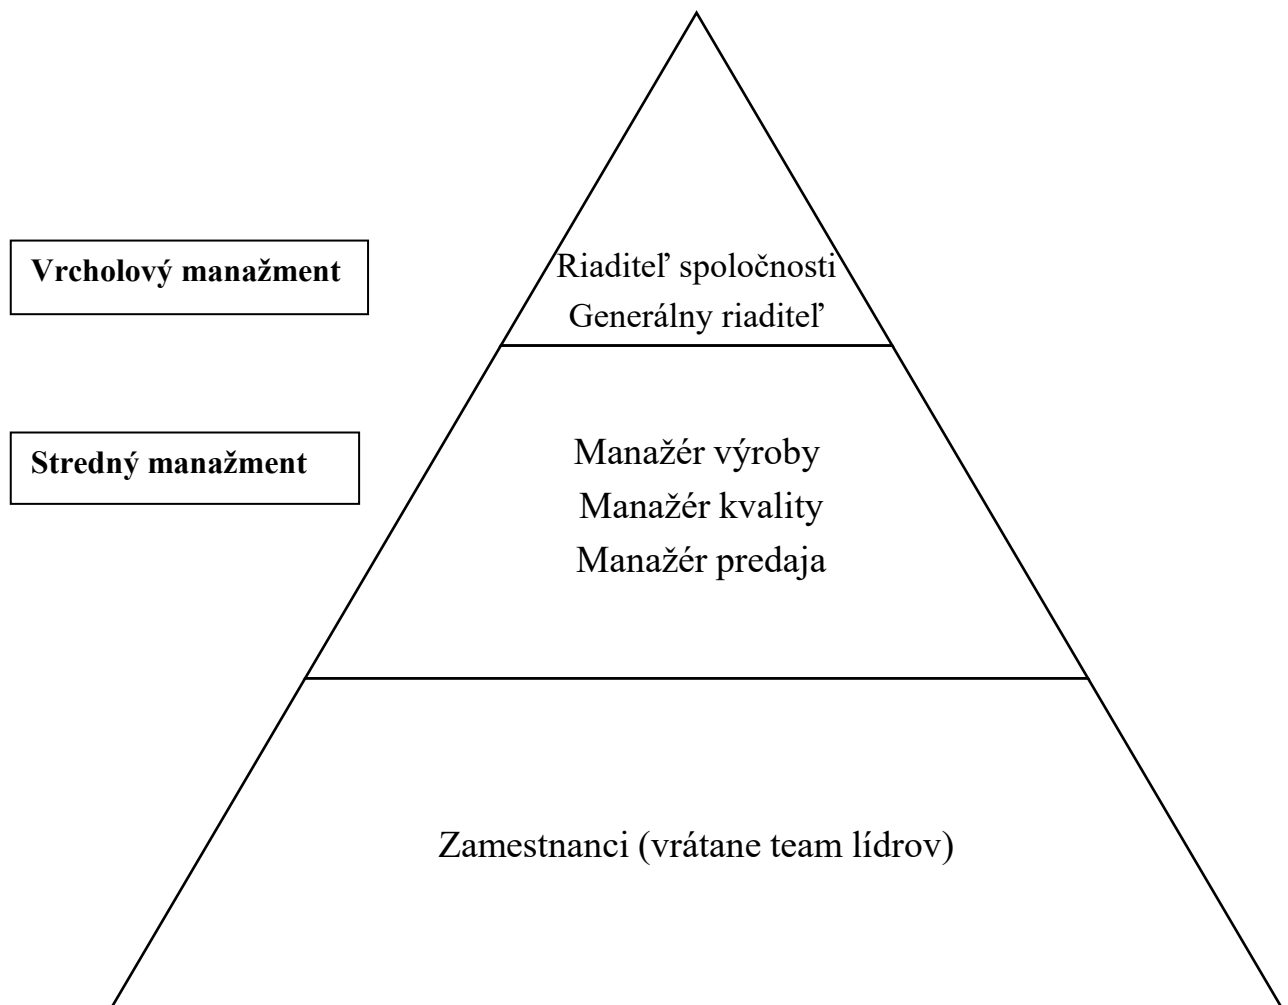 Vrcholový manažment
Riaditeľ spoločnosti
Generálny riaditeľ
Stredný manažment
Manažér výroby
Manažér kvality
Manažér predaja
Zamestnanci (vrátane team lídrov)